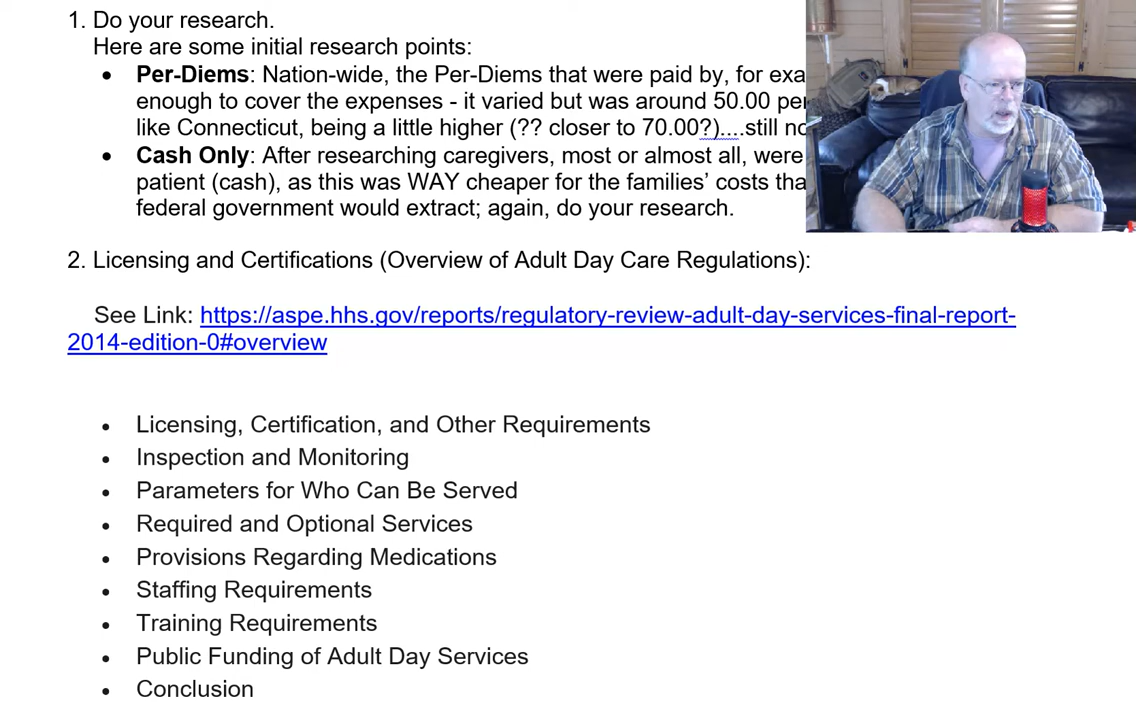 1. Do your research.
Here are some initial research points:
• Per-Diems: Nation-wide, the Per-Diems that were paid by, for exa
enough to cover the expenses - it varied but was around 50.00 per
like Connecticut, being a little higher (?? closer to 70.00?)....still
• Cash Only: After researching caregivers, most or almost all, were
patient (cash), as this was WAY cheaper for the families’ costs
federal government would extract; again, do your research.
2. Licensing and Certifications (Overview of Adult Day Care Regulations):
See Link: https://aspe.hhs.gov/reports/regulatory-review-adult-day-services-final-report-
2014-edition-0#overview
• Licensing, Certification, and Other Requirements
• Inspection and Monitoring
• Parameters for Who Can Be Served
• Required and Optional Services
• Provisions Regarding Medications
• Staffing Requirements
• Training Requirements
• Public Funding of Adult Day Services
• Conclusion